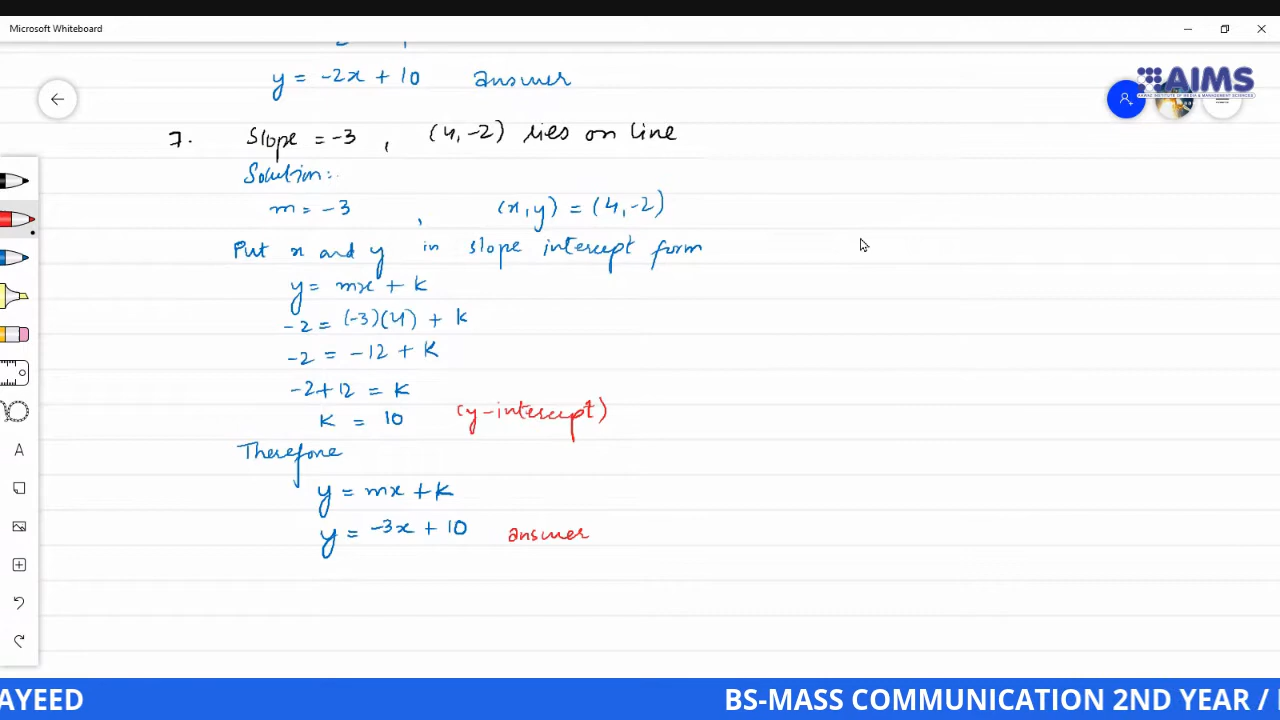 Microsoft Whiteboard
AIMS
y = -2x + 10 answer
7. Slope = -3 , (4, -2) lies on line
Solution:-
m = -3 , (x, y) = (4, -2)
Put x and y in slope intercept form
y = mx + k
-2 = (-3)(4) + k
-2 = -12 + k
-2+12 = k
k = 10 (y-intercept)
Therefore
y = mx + k
y = -3x + 10 answer
A
AYEED BS-MASS COMMUNICATION 2ND YEAR /